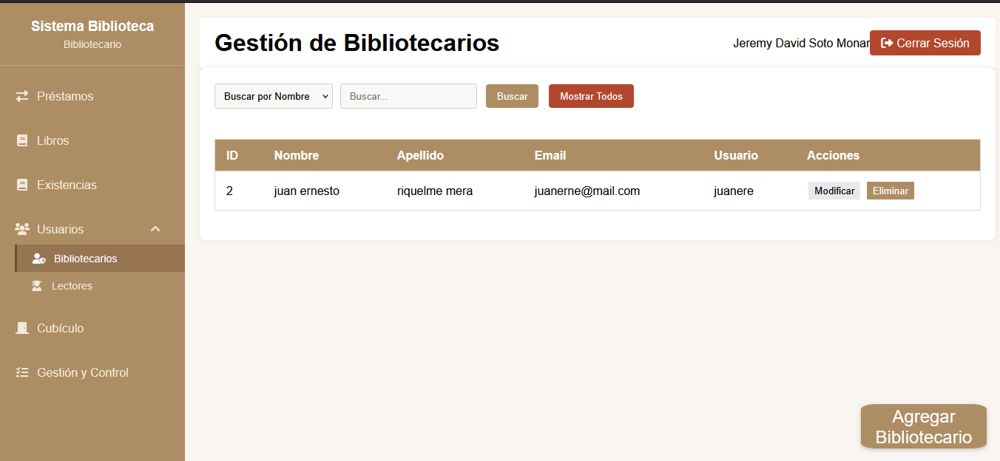 Sistema Biblioteca
Bibliotecario
Préstamos
Libros
Existencias
Usuarios
Bibliotecarios
Lectores
Cubículo
Gestión y Control
Gestión de Bibliotecarios
Jeremy David Soto Monar Cerrar Sesión
Buscar por Nombre Buscar... Buscar Mostrar Todos
ID Nombre Apellido Email Usuario Acciones
2 juan ernesto riquelme mera juanerne@mail.com juanere Modificar Eliminar
Agregar
Bibliotecario